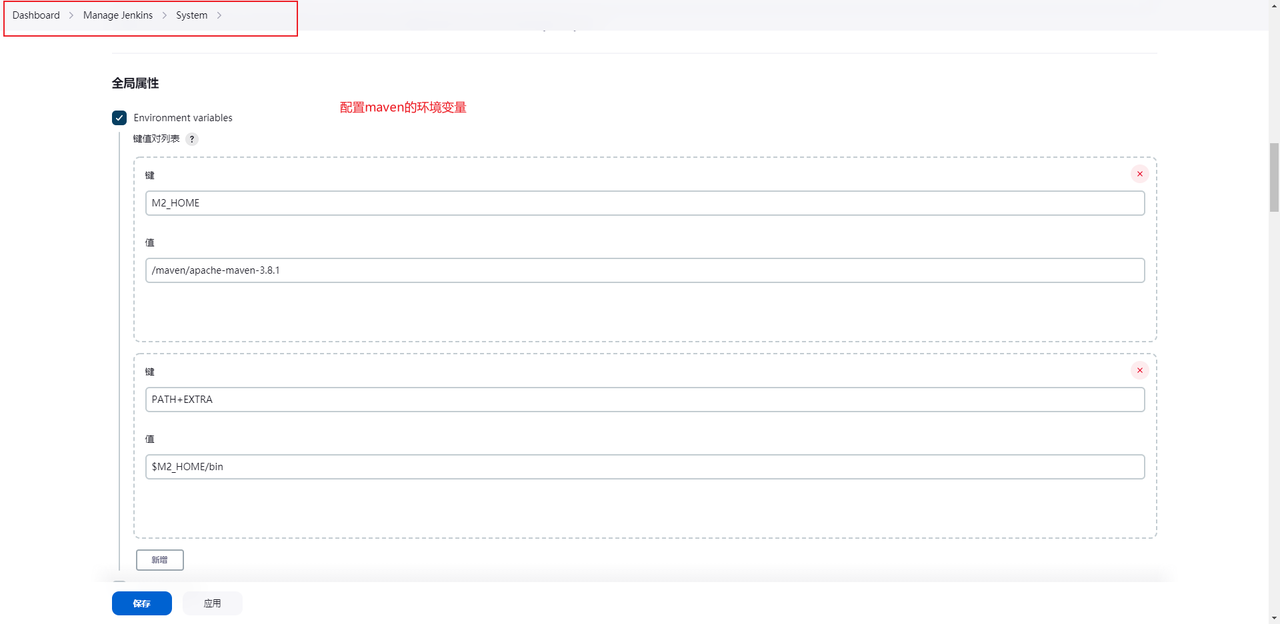 Dashboard > Manage Jenkins > System >
全局属性
配置maven的环境变量
Environment variables
键值对列表 ?
键
M2_HOME
值
/maven/apache-maven-3.8.1
键
PATH+EXTRA
值
$M2_HOME/bin
新增
保存 应用